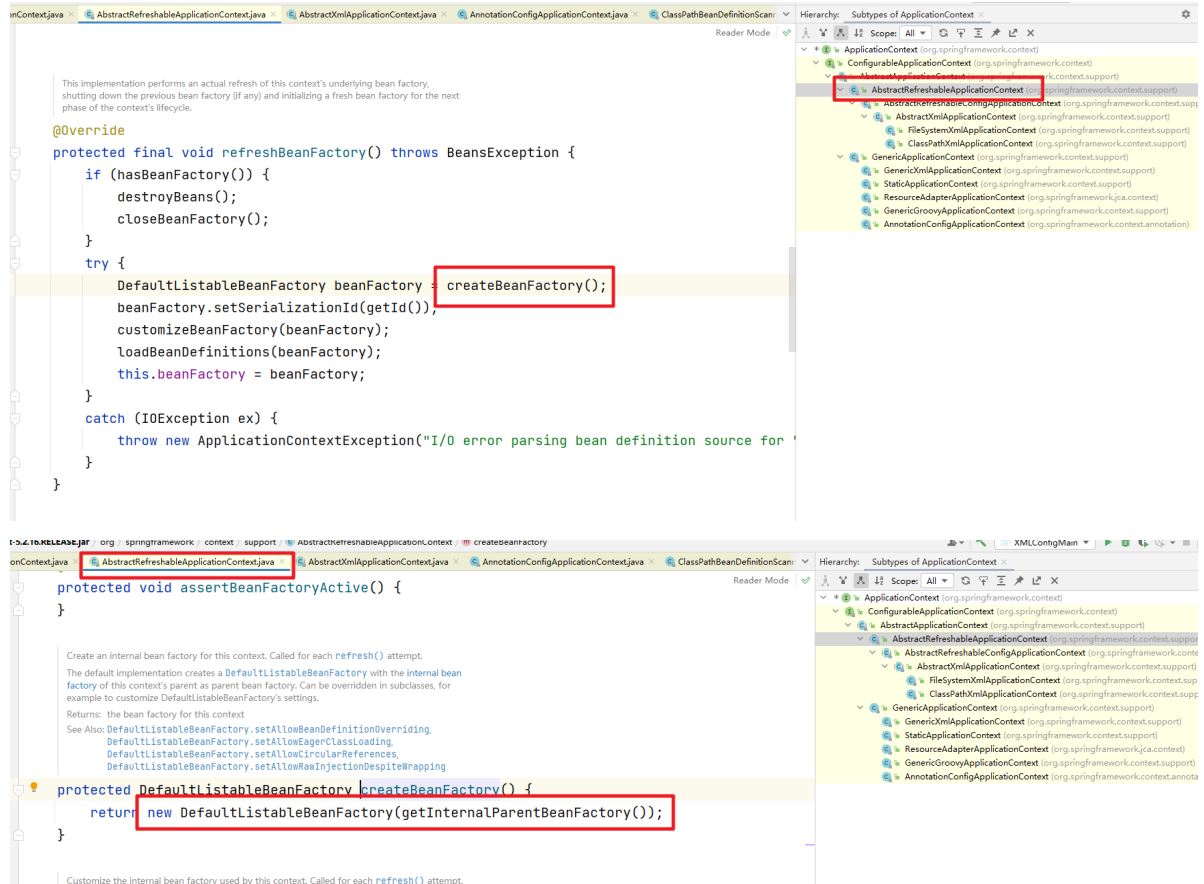 onContext.java × AbstractRefreshableApplicationContext.java × AbstractXmlApplicationContext.java × AnnotationConfigApplicationContext.java × ClassPathBeanDefinitionScann
Hierarchy: Subtypes of ApplicationContext ×
Reader Mode
Scope: All
ApplicationContext (org.springframework.context)
ConfigurableApplicationContext (org.springframework.context)
AbstractApplicationContext (org.springframework.context.support)
AbstractRefreshableApplicationContext (org.springframework.context.support)
AbstractRefreshableConfigApplicationContext (org.springframework.context.supp
AbstractXmlApplicationContext (org.springframework.context.support)
FileSystemXmlApplicationContext (org.springframework.context.support)
ClassPathXmlApplicationContext (org.springframework.context.support)
GenericApplicationContext (org.springframework.context.support)
GenericXmlApplicationContext (org.springframework.context.support)
StaticApplicationContext (org.springframework.context.support)
ResourceAdapterApplicationContext (org.springframework.jca.context)
GenericGroovyApplicationContext (org.springframework.context.support)
AnnotationConfigApplicationContext (org.springframework.context.annotation)
This implementation performs an actual refresh of this context's underlying bean factory,
shutting down the previous bean factory (if any) and initializing a fresh bean factory for the next
phase of the context's lifecycle.
@Override
protected final void refreshBeanFactory() throws BeansException {
if (hasBeanFactory()) {
destroyBeans();
closeBeanFactory();
}
try {
DefaultListableBeanFactory beanFactory = createBeanFactory();
beanFactory.setSerializationId(getId());
customizeBeanFactory(beanFactory);
loadBeanDefinitions(beanFactory);
this.beanFactory = beanFactory;
}
catch (IOException ex) {
throw new ApplicationContextException("I/O error parsing bean definition source for "
}
}
t-5.2.16.RELEASE.jar / org / springframework / context / support / AbstractRefreshableApplicationContext / createBeanFactory
XMLConfigMain
onContext.java × AbstractRefreshableApplicationContext.java × AbstractXmlApplicationContext.java × AnnotationConfigApplicationContext.java × ClassPathBeanDefinitionScann
Hierarchy: Subtypes of ApplicationContext ×
Reader Mode
Scope: All
ApplicationContext (org.springframework.context)
ConfigurableApplicationContext (org.springframework.context)
AbstractApplicationContext (org.springframework.context.support)
AbstractRefreshableApplicationContext (org.springframework.context.suppor
AbstractRefreshableConfigApplicationContext (org.springframework.conte
AbstractXmlApplicationContext (org.springframework.context.support)
FileSystemXmlApplicationContext (org.springframework.context.sup
ClassPathXmlApplicationContext (org.springframework.context.supp
GenericApplicationContext (org.springframework.context.support)
GenericXmlApplicationContext (org.springframework.context.support)
StaticApplicationContext (org.springframework.context.support)
ResourceAdapterApplicationContext (org.springframework.jca.context)
GenericGroovyApplicationContext (org.springframework.context.support)
AnnotationConfigApplicationContext (org.springframework.context.annota
protected void assertBeanFactoryActive() {
}
Create an internal bean factory for this context. Called for each refresh() attempt.
The default implementation creates a DefaultListableBeanFactory with the internal bean
factory of this context's parent as parent bean factory. Can be overridden in subclasses, for
example to customize DefaultListableBeanFactory's settings.
Returns: the bean factory for this context
See Also: DefaultListableBeanFactory.setAllowBeanDefinitionOverriding,
DefaultListableBeanFactory.setAllowEagerClassLoading,
DefaultListableBeanFactory.setAllowCircularReferences,
DefaultListableBeanFactory.setAllowRawInjectionDespiteWrapping
protected DefaultListableBeanFactory createBeanFactory() {
return new DefaultListableBeanFactory(getInternalParentBeanFactory());
}
Customize the internal bean factory used by this context. Called for each refresh() attempt.